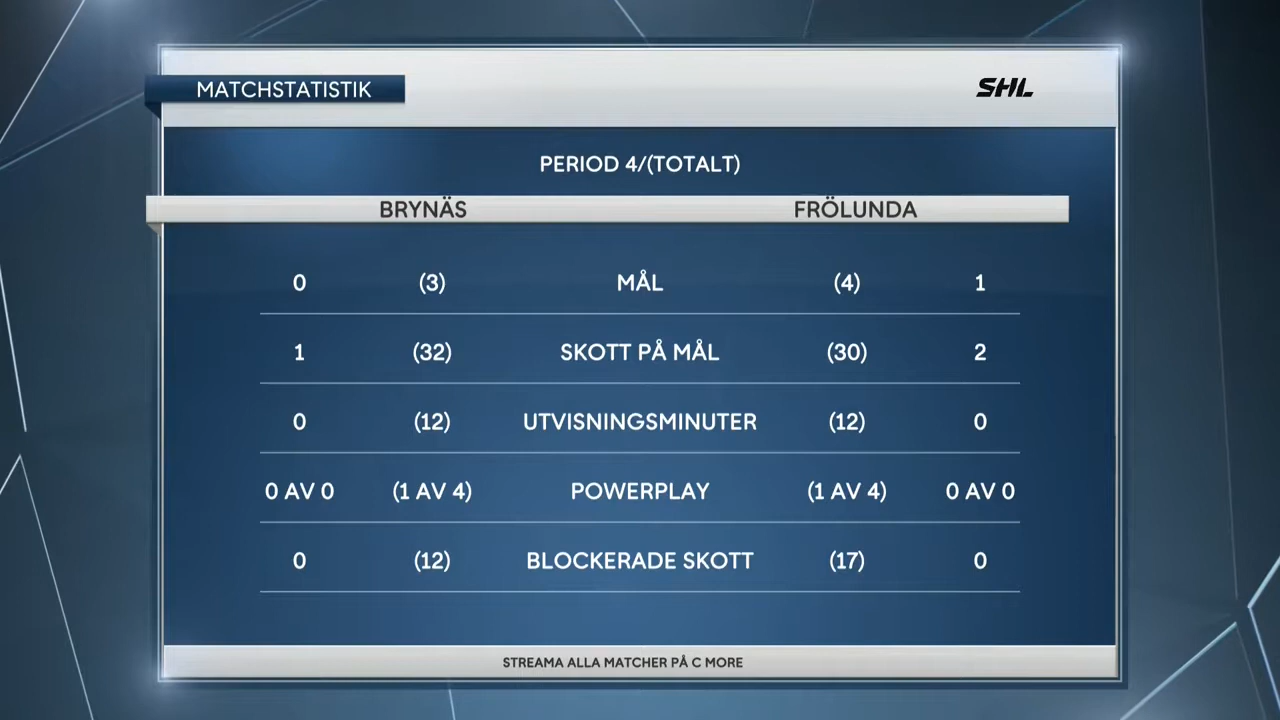 MATCHSTATISTIK
SHL
PERIOD 4/(TOTALT)
BRYNÄS FRÖLUNDA
0 (3) MÅL (4) 1
1 (32) SKOTT PÅ MÅL (30) 2
0 (12) UTVISNINGSMINUTER (12) 0
0 AV 0 (1 AV 4) POWERPLAY (1 AV 4) 0 AV 0
0 (12) BLOCKERADE SKOTT (17) 0
STREAMA ALLA MATCHER PÅ C MORE